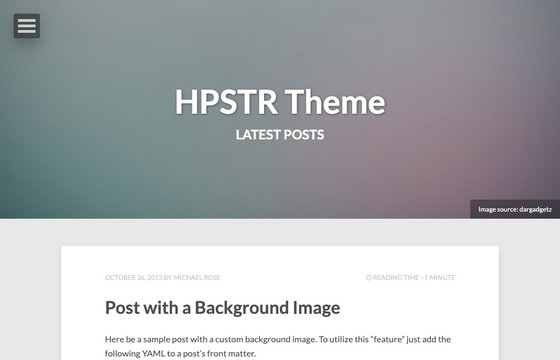 HPSTR Theme
LATEST POSTS
Image source: dargadgetz
OCTOBER 26, 2013 BY MICHAEL ROSE
READING TIME ~1 MINUTE
Post with a Background Image
Here be a sample post with a custom background image. To utilize this “feature” just add the
following YAML to a post’s front matter.